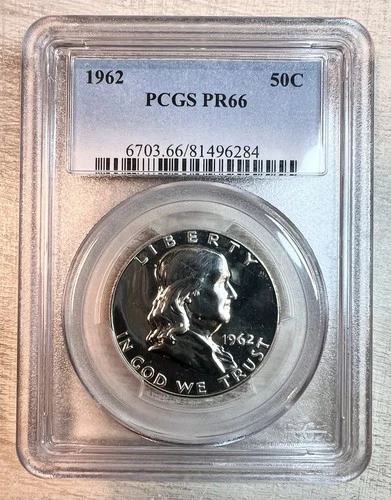 1962 50C
PCGS PR66
6703.66/81496284
LIBERTY
1962
IN GOD WE TRUST